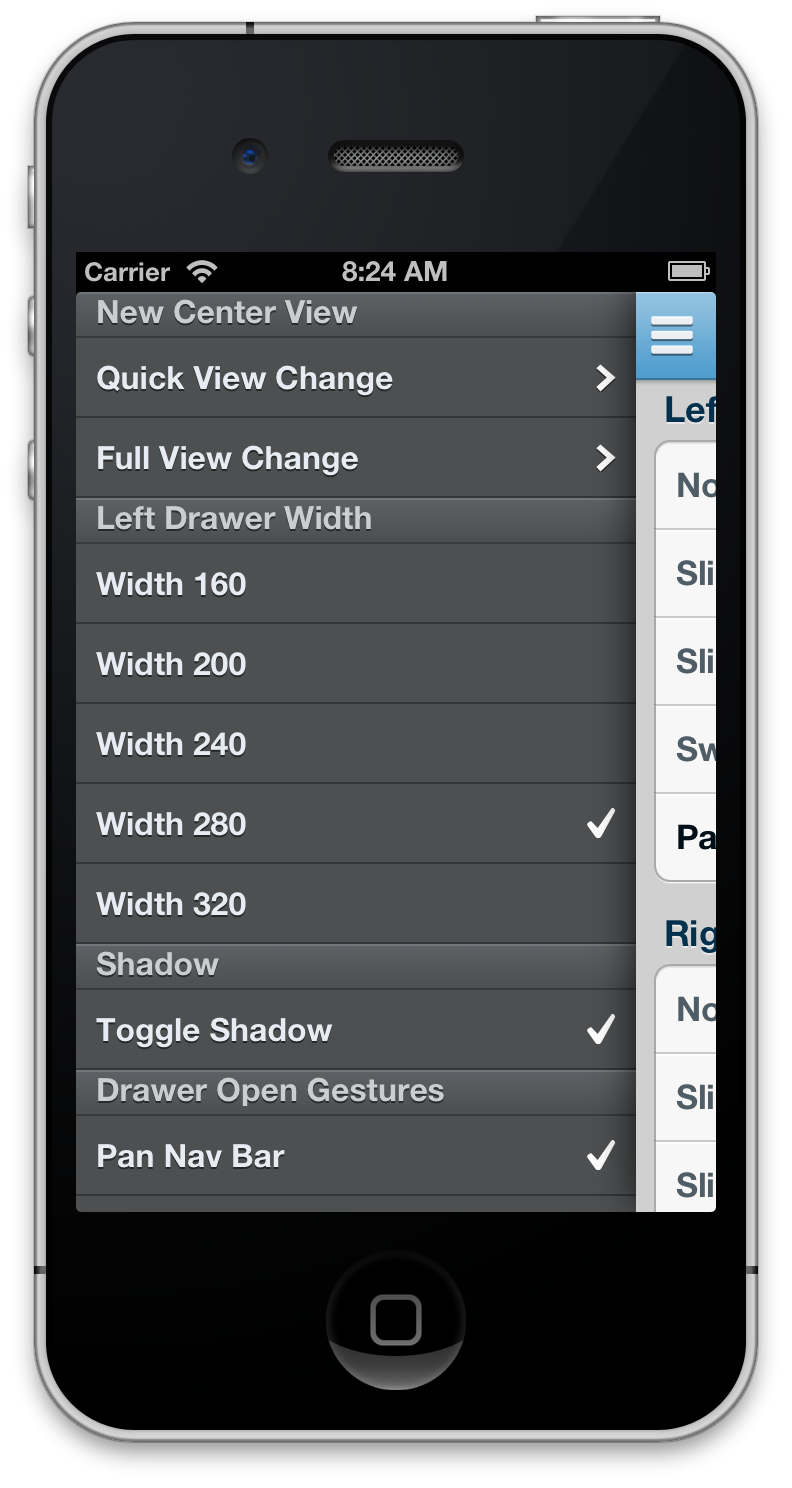 Carrier 8:24 AM
New Center View
Quick View Change
Full View Change
Left Drawer Width
Width 160
Width 200
Width 240
Width 280
Width 320
Shadow
Toggle Shadow
Drawer Open Gestures
Pan Nav Bar
Lef
No
Sli
Sli
Sw
Pa
Rig
No
Sli
Sli